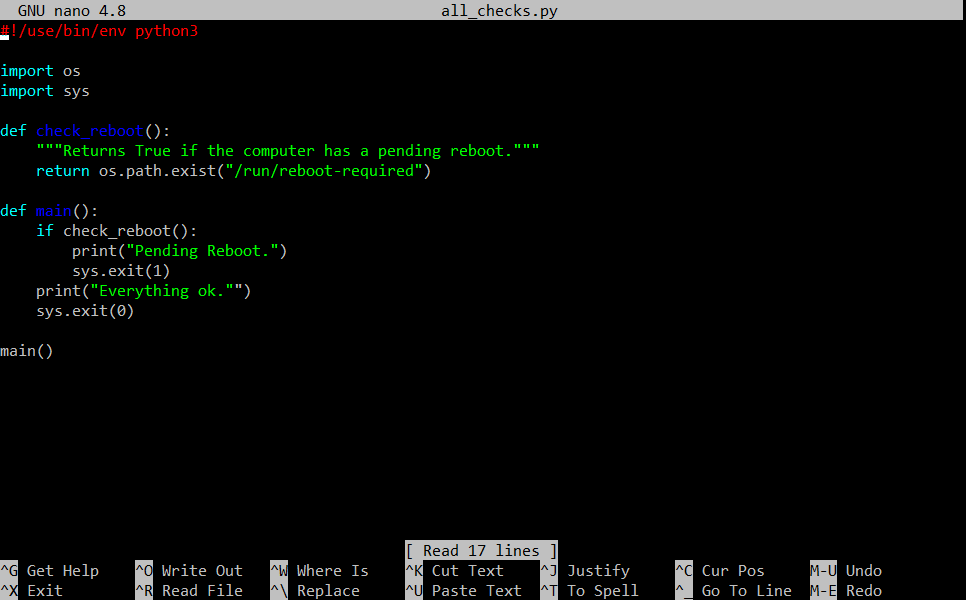 GNU nano 4.8 all_checks.py
#!/use/bin/env python3
import os
import sys
def check_reboot():
    """Returns True if the computer has a pending reboot."""
    return os.path.exist("/run/reboot-required")
def main():
    if check_reboot():
        print("Pending Reboot.")
        sys.exit(1)
    print("Everything ok."")
    sys.exit(0)
main()
[ Read 17 lines ]
^G Get Help ^O Write Out ^W Where Is ^K Cut Text ^J Justify ^C Cur Pos M-U Undo
^X Exit ^R Read File ^\ Replace ^U Paste Text ^T To Spell ^_ Go To Line M-E Redo